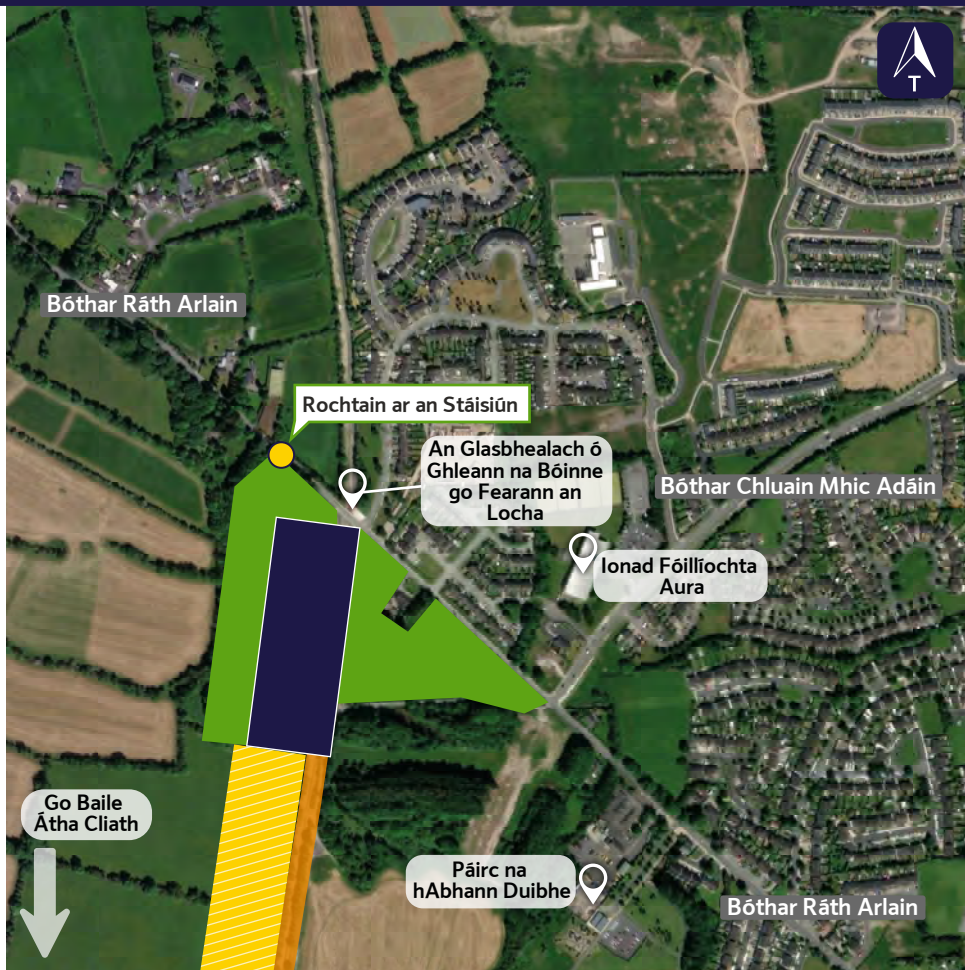 T
Bóthar Ráth Arlain
Rochtain ar an Stáisiún
An Glasbhealach ó
Ghleann na Bóinne
go Fearann an
Locha
Bóthar Chluain Mhic Adáin
Ionad Fóillíochta
Aura
Go Baile
Átha Cliath
Páirc na
hAbhann Duibhe
Bóthar Ráth Arlain